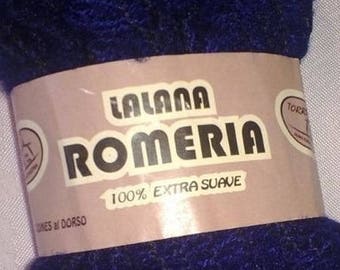 LALANA
ROMERIA
100% EXTRA SUAVE
al DORSO